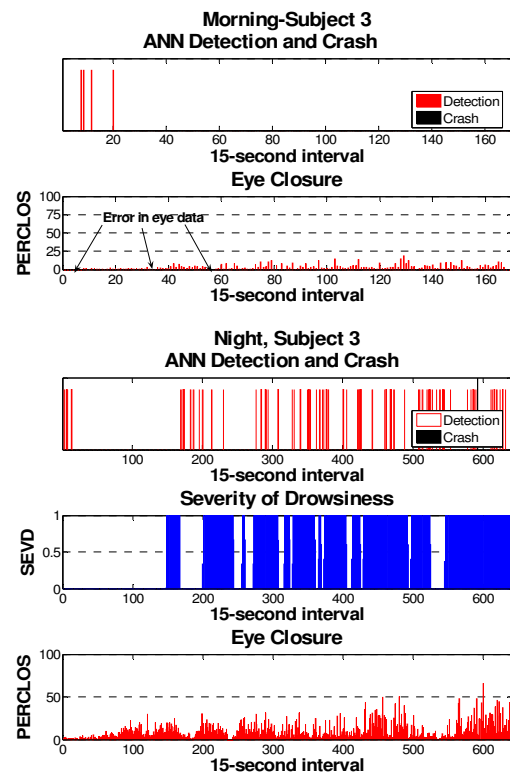 Morning-Subject 3
ANN Detection and Crash
Detection
Crash
20 40 60 80 100 120 140 160
15-second interval
Eye Closure
PERCLOS
100
75
50
25
0
Error in eye data
0 20 40 60 80 100 120 140 160
15-second interval
Night, Subject 3
ANN Detection and Crash
Detection
Crash
100 200 300 400 500 600
15-second interval
Severity of Drowsiness
SEVD
1
0.5
0
0 100 200 300 400 500 600
15-second interval
Eye Closure
PERCLOS
100
50
0
0 100 200 300 400 500 600
15-second interval